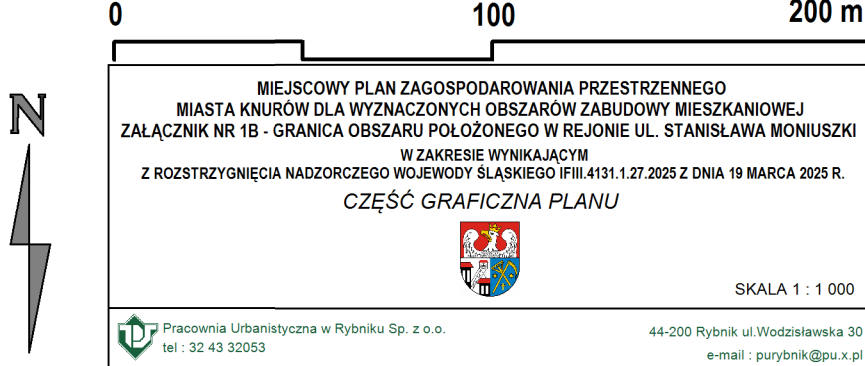 0 100 200 m
N
MIEJSCOWY PLAN ZAGOSPODAROWANIA PRZESTRZENNEGO
MIASTA KNURÓW DLA WYZNACZONYCH OBSZARÓW ZABUDOWY MIESZKANIOWEJ
ZAŁĄCZNIK NR 1B - GRANICA OBSZARU POŁOŻONEGO W REJONIE UL. STANISŁAWA MONIUSZKI
W ZAKRESIE WYNIKAJĄCYM
Z ROZSTRZYGNIĘCIA NADZORCZEGO WOJEWODY ŚLĄSKIEGO IFIII.4131.1.27.2025 Z DNIA 19 MARCA 2025 R.
CZĘŚĆ GRAFICZNA PLANU
SKALA 1 : 1 000
Pracownia Urbanistyczna w Rybniku Sp. z o.o.
tel : 32 43 32053
44-200 Rybnik ul.Wodzisławska 30
e-mail : purybnik@pu.x.pl